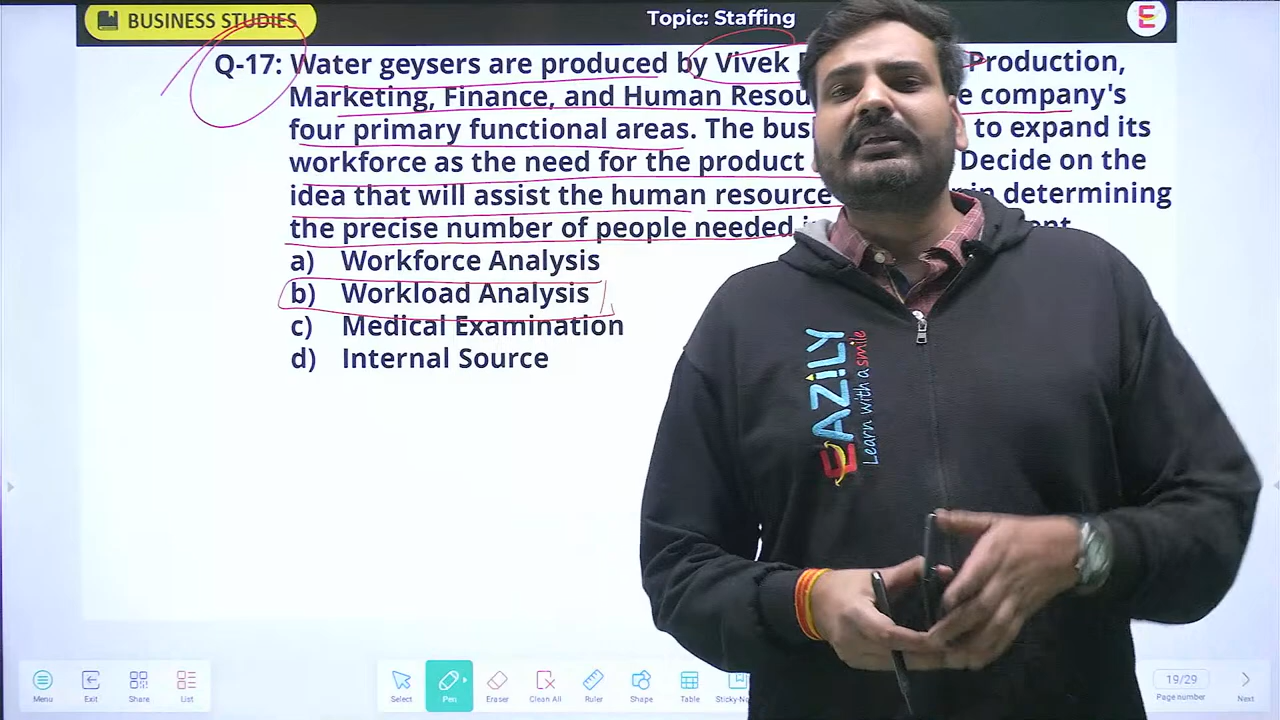 BUSINESS STUDIES
Topic: Staffing
E
Q-17: Water geysers are produced by Vivek Production,
Marketing, Finance, and Human company's
four primary functional areas. The to expand its
workforce as the need for the product Decide on the
idea that will assist the human resource in determining
the precise number of people needed
a) Workforce Analysis
b) Workload Analysis
c) Medical Examination
d) Internal Source
EAZILY
Learn with a smile
Menu Exit Share List Select Pen Eraser Clean All Ruler Shape Table 19/29 Page number Next